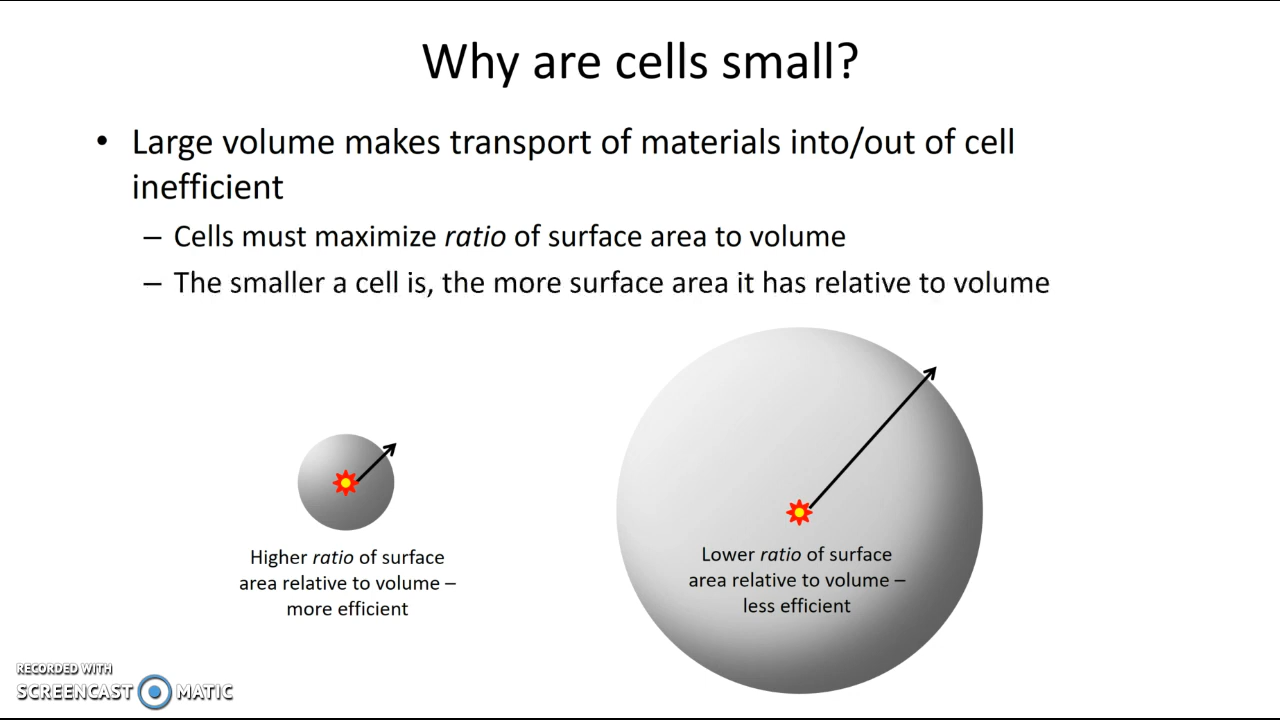 Why are cells small?
• Large volume makes transport of materials into/out of cell
inefficient
– Cells must maximize ratio of surface area to volume
– The smaller a cell is, the more surface area it has relative to volume
Higher ratio of surface
area relative to volume –
more efficient
Lower ratio of surface
area relative to volume –
less efficient
RECORDED WITH
SCREENCAST MATIC